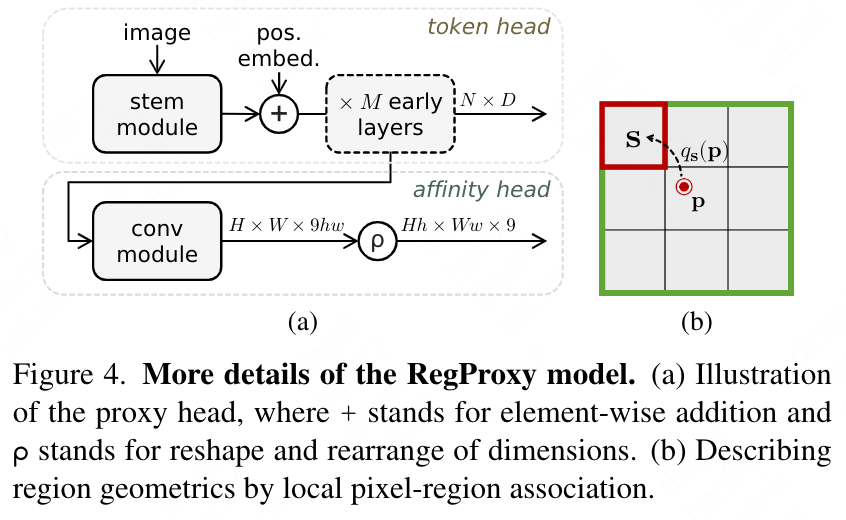 token head
image
pos.
embed.
stem
module
+
× M early
layers
N × D
affinity head
conv
module
H × W × 9hw
ρ
Hh × Ww × 9
(a)
S
q_s(p)
p
(b)
Figure 4. More details of the RegProxy model. (a) Illustration
of the proxy head, where + stands for element-wise addition and
ρ stands for reshape and rearrange of dimensions. (b) Describing
region geometrics by local pixel-region association.